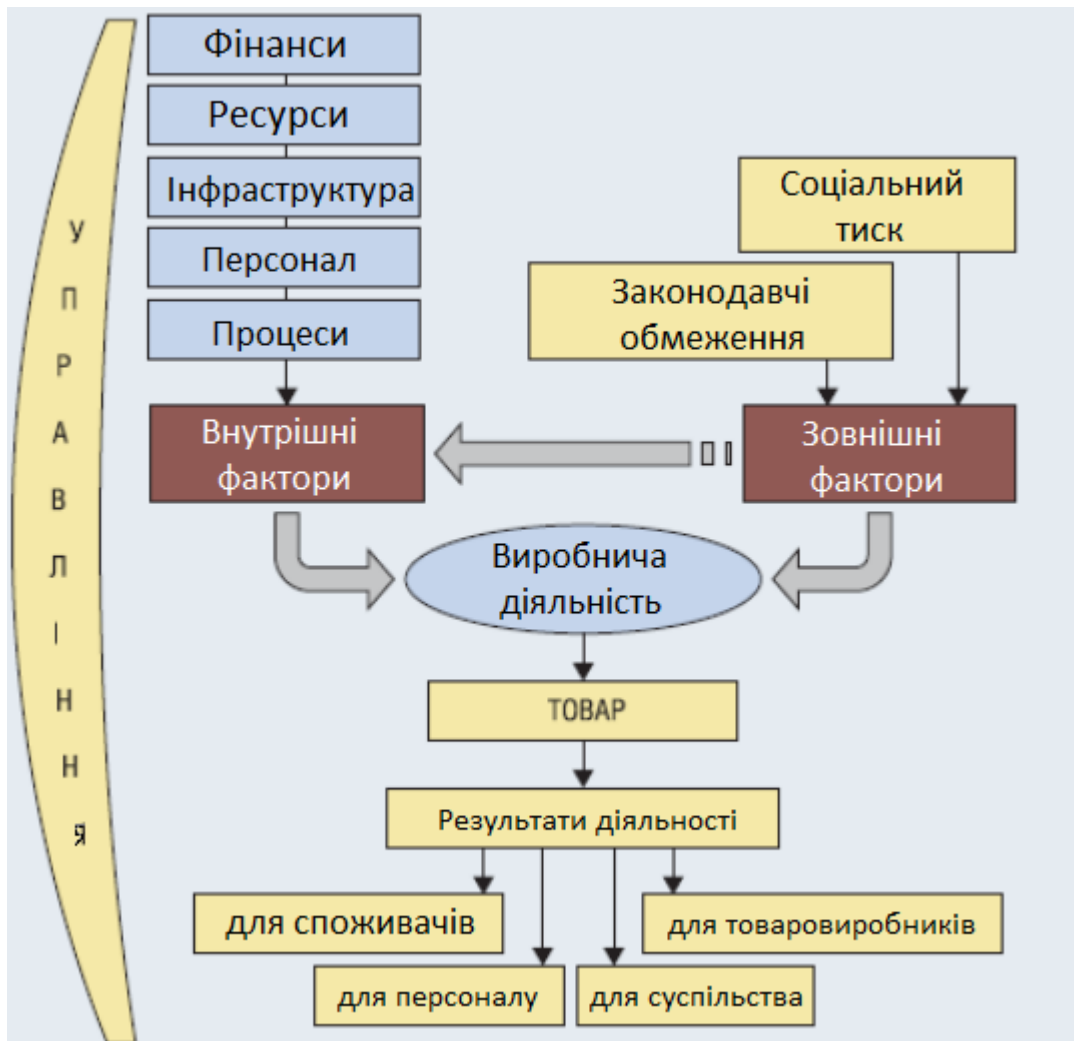 УПРАВЛІННЯ
Фінанси
Ресурси
Інфраструктура
Персонал
Процеси
Соціальний
тиск
Законодавчі
обмеження
Внутрішні
фактори
Зовнішні
фактори
Виробнича
діяльність
ТОВАР
Результати діяльності
для споживачів
для товаровиробників
для персоналу
для суспільства